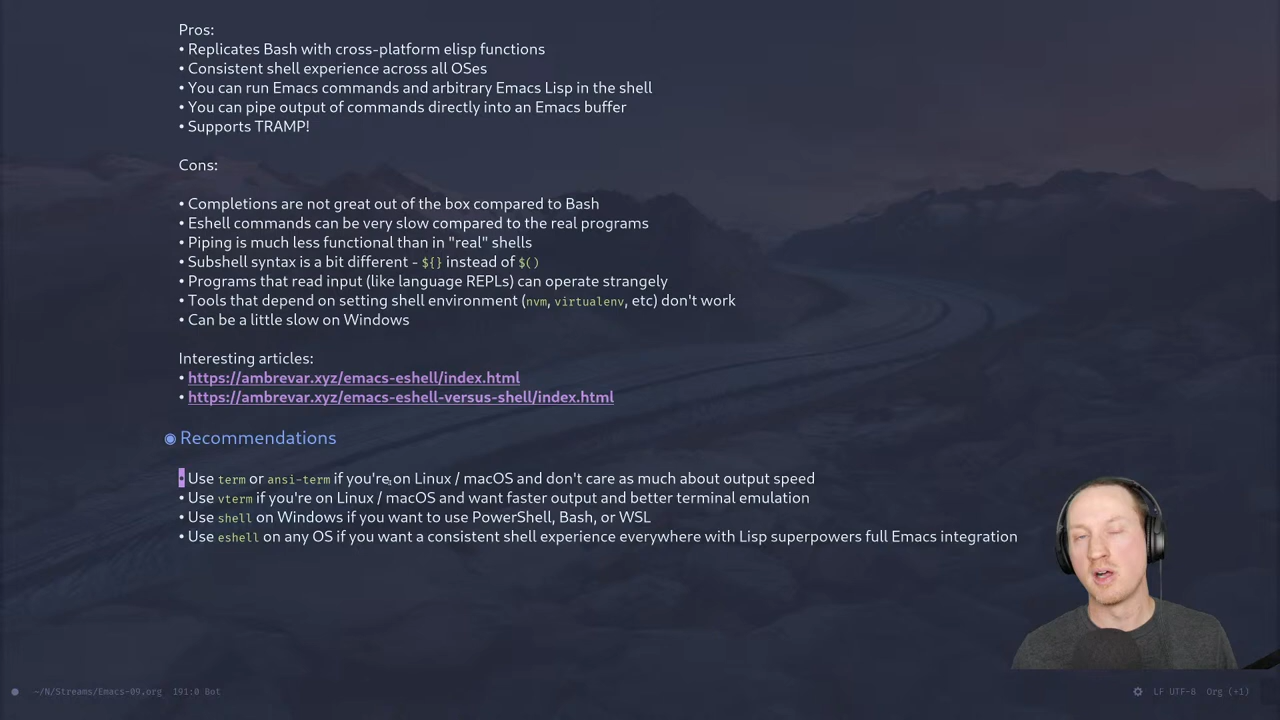 Pros:
• Replicates Bash with cross-platform elisp functions
• Consistent shell experience across all OSes
• You can run Emacs commands and arbitrary Emacs Lisp in the shell
• You can pipe output of commands directly into an Emacs buffer
• Supports TRAMP!
Cons:
• Completions are not great out of the box compared to Bash
• Eshell commands can be very slow compared to the real programs
• Piping is much less functional than in "real" shells
• Subshell syntax is a bit different - ${} instead of $()
• Programs that read input (like language REPLs) can operate strangely
• Tools that depend on setting shell environment (nvm, virtualenv, etc) don't work
• Can be a little slow on Windows
Interesting articles:
• https://ambrevar.xyz/emacs-eshell/index.html
• https://ambrevar.xyz/emacs-eshell-versus-shell/index.html
◉ Recommendations
• Use term or ansi-term if you're on Linux / macOS and don't care as much about output speed
• Use vterm if you're on Linux / macOS and want faster output and better terminal emulation
• Use shell on Windows if you want to use PowerShell, Bash, or WSL
• Use eshell on any OS if you want a consistent shell experience everywhere with Lisp superpowers full Emacs integration
~/N/Streams/Emacs-09.org 191:0 Bot LF UTF-8 Org (+1)